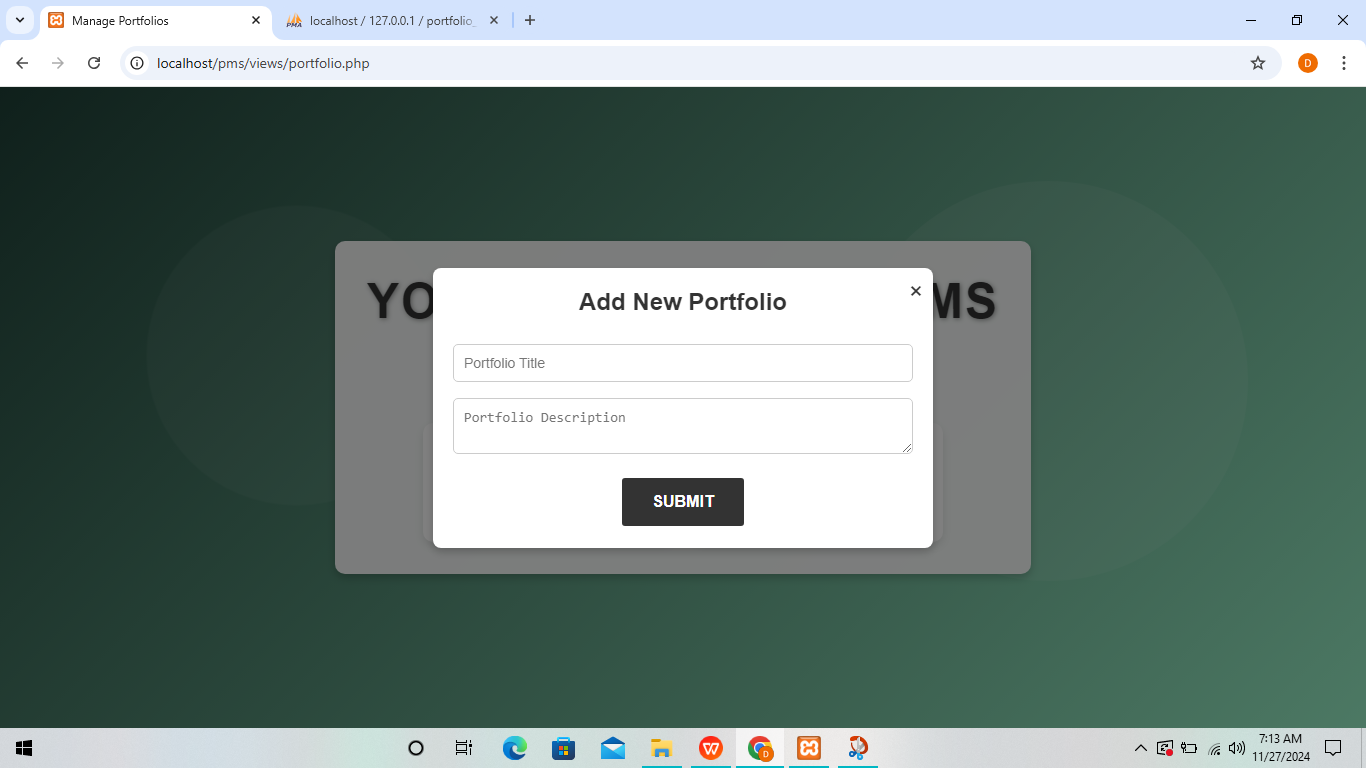 Manage Portfolios
localhost / 127.0.0.1 / portfolio_
localhost/pms/views/portfolio.php
D
YO
MS
Add New Portfolio
Portfolio Title
Portfolio Description
SUBMIT
7:13 AM
11/27/2024